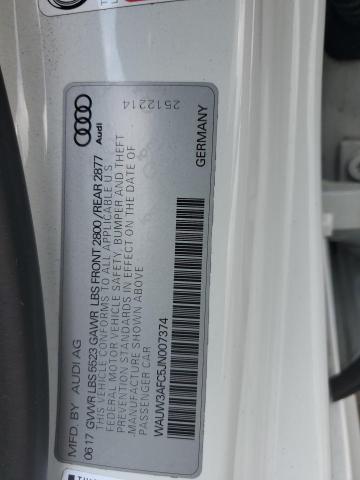 MFD. BY AUDI AG
06 17 GVWR LBS 5523 GAWR LBS FRONT 2800 /REAR 2877
THIS VEHICLE CONFORMS TO ALL APPLICABLE
FEDERAL MOTOR VEHICLE SAFETY, BUMPER AND THEFT
PREVENTION STANDARDS IN EFFECT ON THE DATE OF
MANUFACTURE SHOWN ABOVE
PASSENGER CAR
WAUW3AFC5JN007374
GERMANY
Audi
2512214